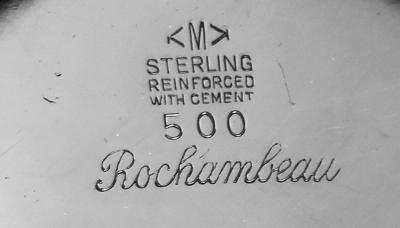 <M>
STERLING
REINFORCED
WITH CEMENT
500
Rochambeau